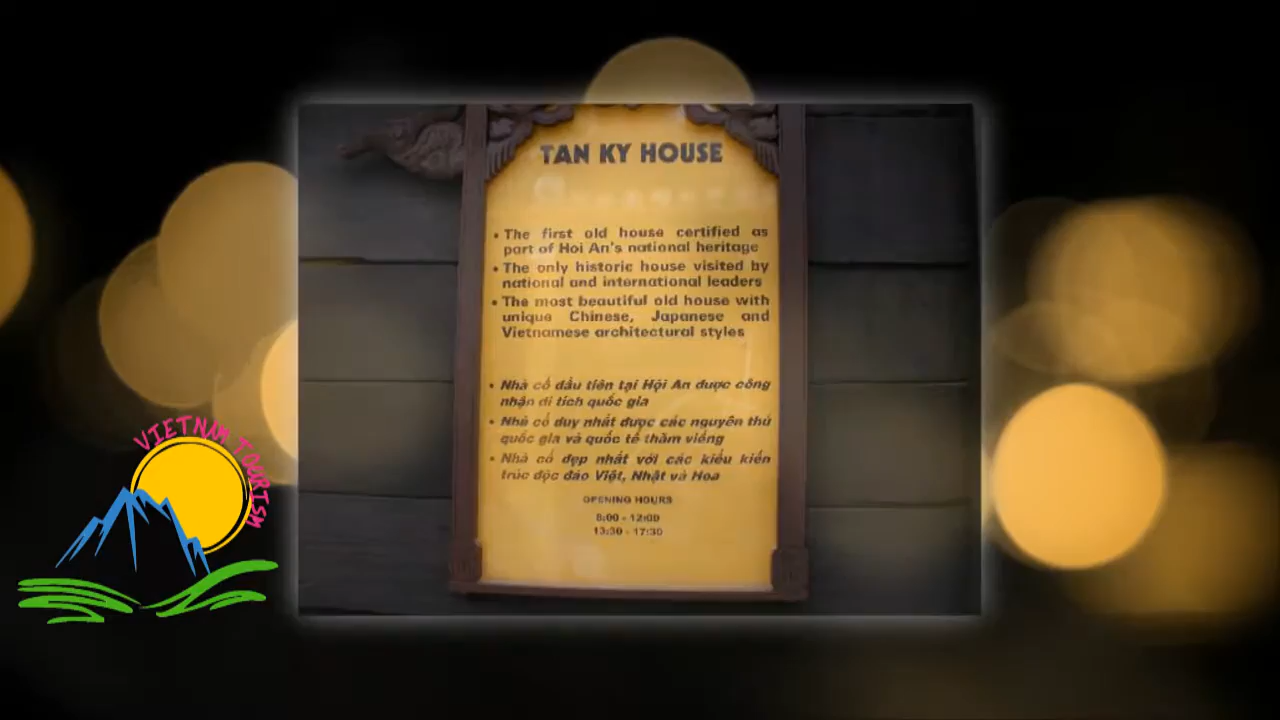 TAN KY HOUSE
• The first old house certified as
part of Hoi An's national heritage
• The only historic house visited by
national and international leaders
• The most beautiful old house with
unique Chinese, Japanese and
Vietnamese architectural styles
• Nhà cổ đầu tiên tại Hội An được công
nhận di tích quốc gia
• Nhà cổ duy nhất được các nguyên thủ
quốc gia và quốc tế thăm viếng
• Nhà cổ đẹp nhất với các kiểu kiến
trúc độc đáo Việt, Nhật và Hoa
OPENING HOURS
8:00 - 12:00
13:30 - 17:30
VIETNAM TOURISM